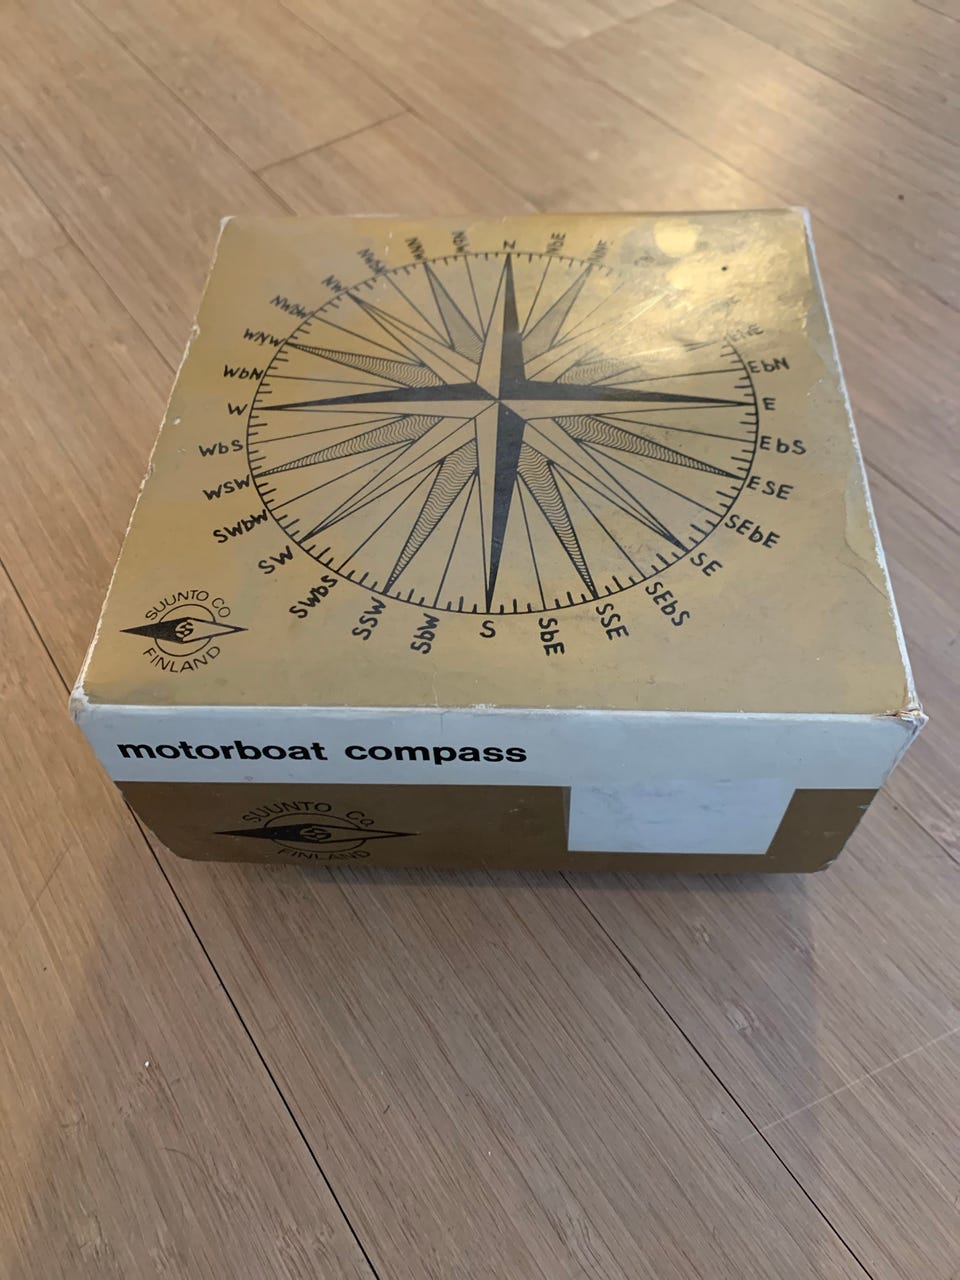 N
NbE
NNE
EbN
E
EbS
ESE
SEbE
SE
SEbS
SSE
SbE
S
SbW
SSW
SWbS
SW
SWbW
WSW
WbS
W
WbN
WNW
NWbW
NW
NWbN
NNW
NbW
SUUNTO CO
FINLAND
motorboat compass
SUUNTO CO
FINLAND